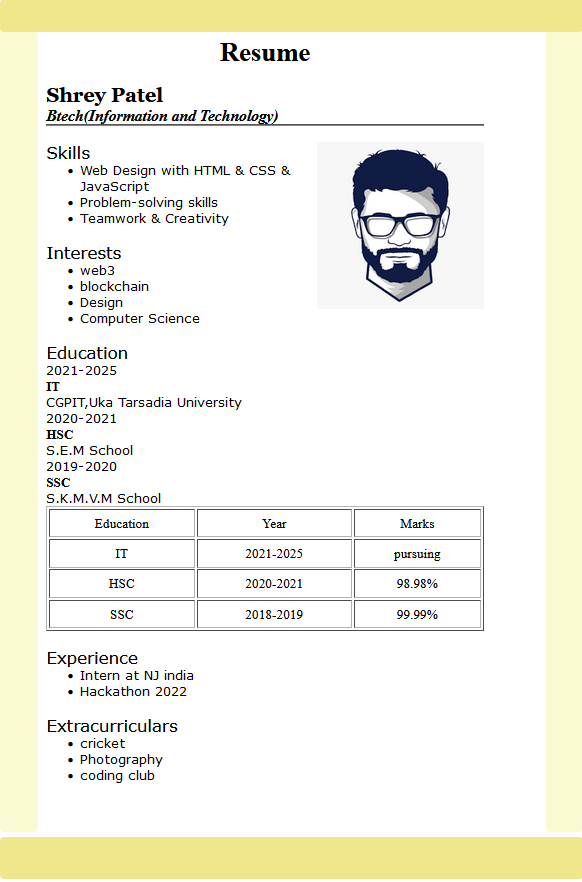 Resume
Shrey Patel
Btech(Information and Technology)
Skills
• Web Design with HTML & CSS &
JavaScript
• Problem-solving skills
• Teamwork & Creativity
Interests
• web3
• blockchain
• Design
• Computer Science
Education
2021-2025
IT
CGPIT,Uka Tarsadia University
2020-2021
HSC
S.E.M School
2019-2020
SSC
S.K.M.V.M School
Education Year Marks
IT 2021-2025 pursuing
HSC 2020-2021 98.98%
SSC 2018-2019 99.99%
Experience
• Intern at NJ india
• Hackathon 2022
Extracurriculars
• cricket
• Photography
• coding club